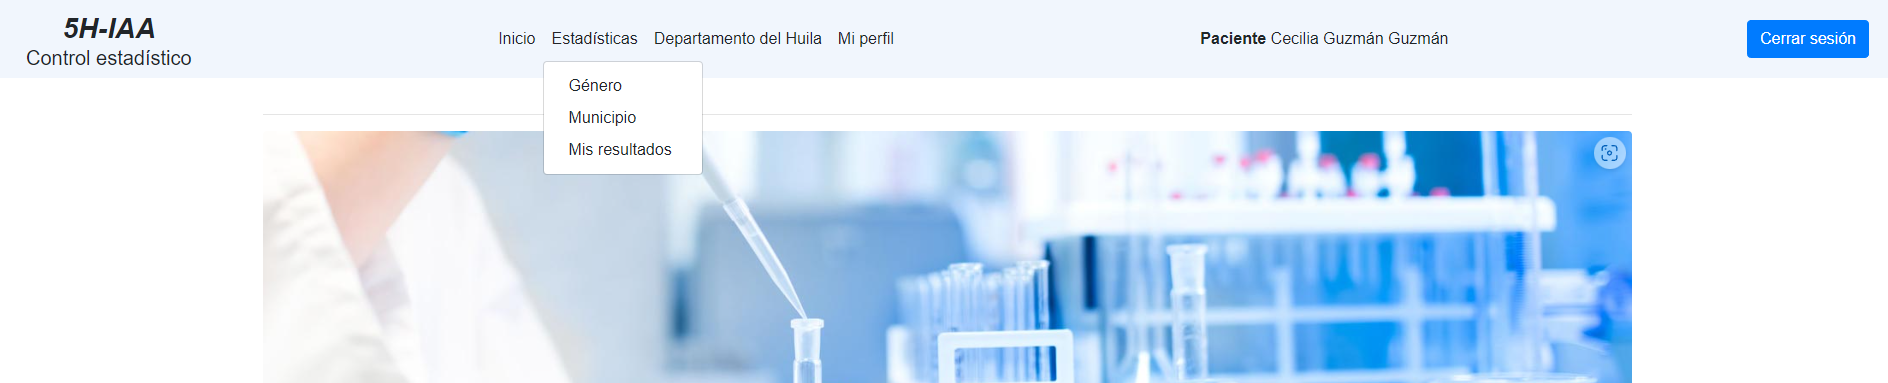 5H-IAA
Control estadístico
Inicio Estadísticas Departamento del Huila Mi perfil
Paciente Cecilia Guzmán Guzmán
Cerrar sesión
Género
Municipio
Mis resultados